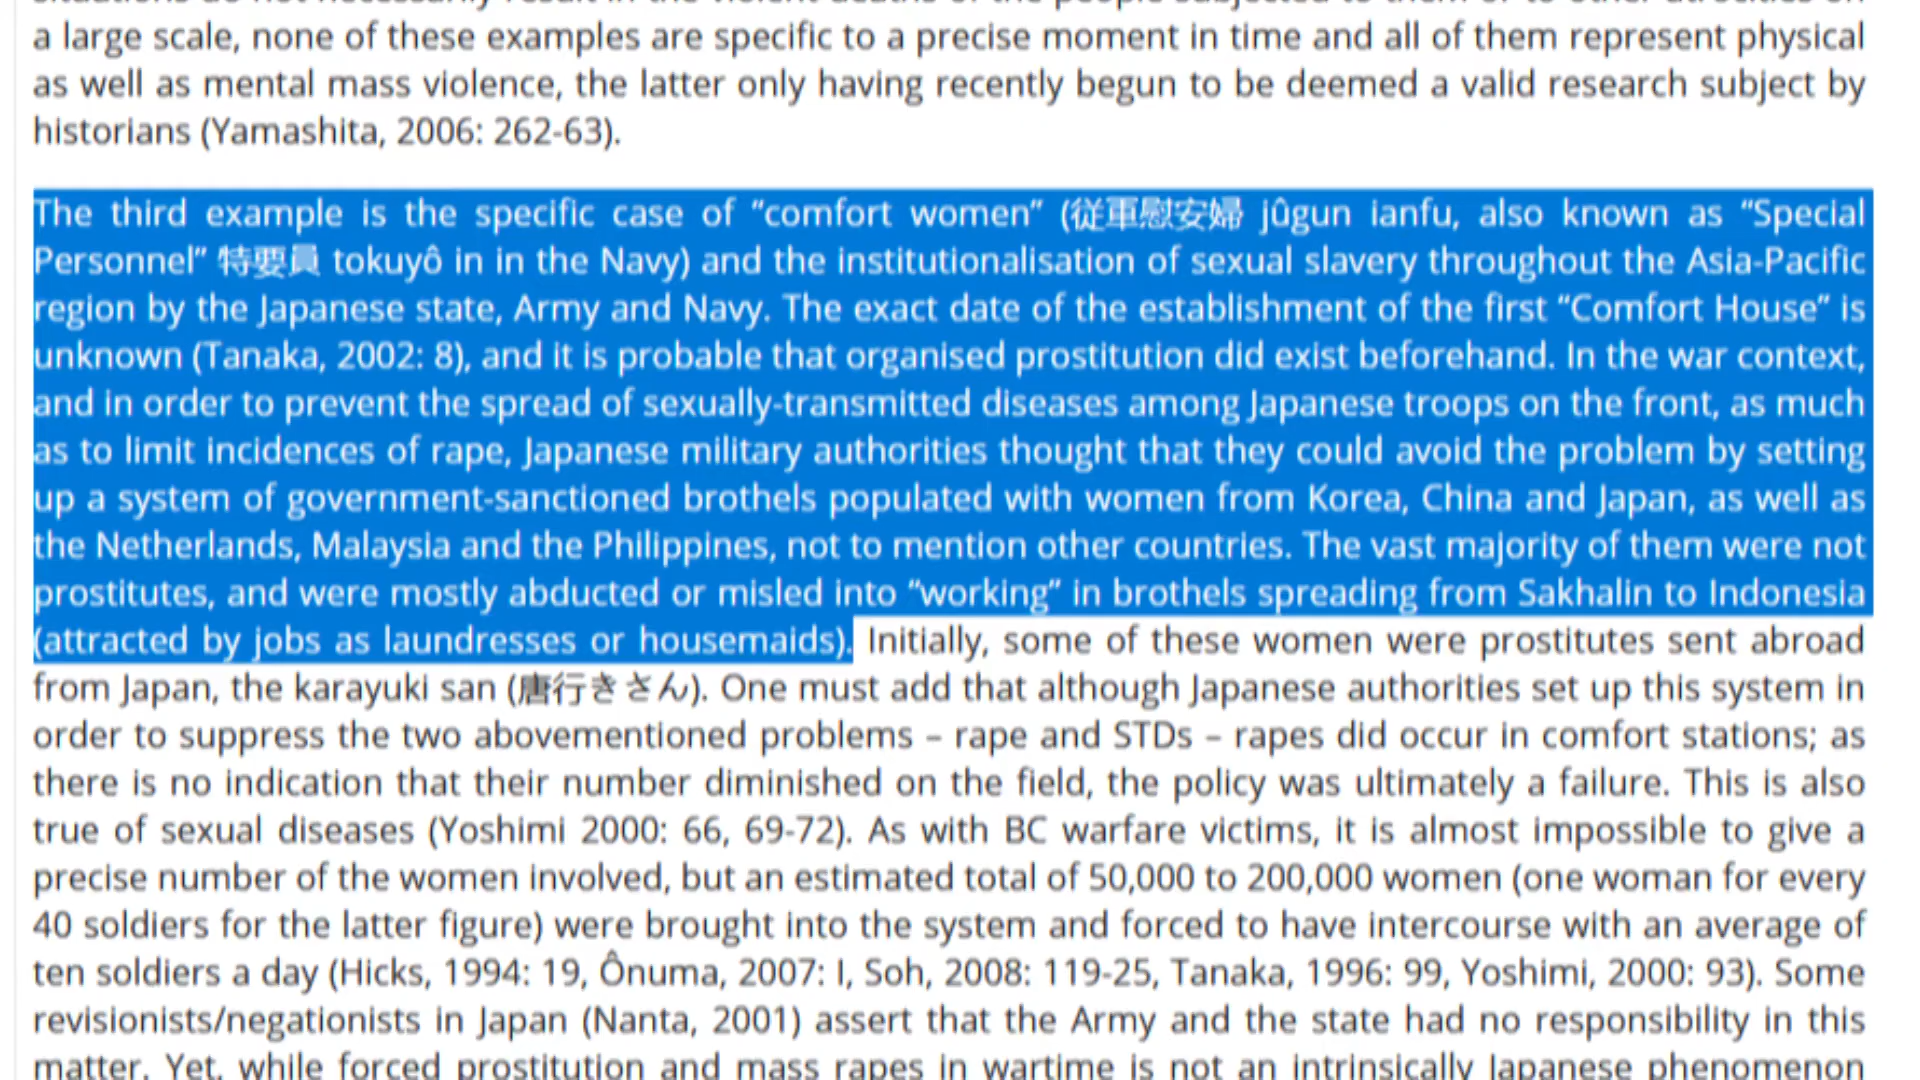 a large scale, none of these examples are specific to a precise moment in time and all of them represent physical
as well as mental mass violence, the latter only having recently begun to be deemed a valid research subject by
historians (Yamashita, 2006: 262-63).
The third example is the specific case of “comfort women” (従軍慰安婦 jûgun ianfu, also known as “Special
Personnel” 特要員 tokuyô in in the Navy) and the institutionalisation of sexual slavery throughout the Asia-Pacific
region by the Japanese state, Army and Navy. The exact date of the establishment of the first “Comfort House” is
unknown (Tanaka, 2002: 8), and it is probable that organised prostitution did exist beforehand. In the war context,
and in order to prevent the spread of sexually-transmitted diseases among Japanese troops on the front, as much
as to limit incidences of rape, Japanese military authorities thought that they could avoid the problem by setting
up a system of government-sanctioned brothels populated with women from Korea, China and Japan, as well as
the Netherlands, Malaysia and the Philippines, not to mention other countries. The vast majority of them were not
prostitutes, and were mostly abducted or misled into “working” in brothels spreading from Sakhalin to Indonesia
(attracted by jobs as laundresses or housemaids). Initially, some of these women were prostitutes sent abroad
from Japan, the karayuki san (唐行きさん). One must add that although Japanese authorities set up this system in
order to suppress the two abovementioned problems – rape and STDs – rapes did occur in comfort stations; as
there is no indication that their number diminished on the field, the policy was ultimately a failure. This is also
true of sexual diseases (Yoshimi 2000: 66, 69-72). As with BC warfare victims, it is almost impossible to give a
precise number of the women involved, but an estimated total of 50,000 to 200,000 women (one woman for every
40 soldiers for the latter figure) were brought into the system and forced to have intercourse with an average of
ten soldiers a day (Hicks, 1994: 19, Ônuma, 2007: I, Soh, 2008: 119-25, Tanaka, 1996: 99, Yoshimi, 2000: 93). Some
revisionists/negationists in Japan (Nanta, 2001) assert that the Army and the state had no responsibility in this
matter. Yet, while forced prostitution and mass rapes in wartime is not an intrinsically Japanese phenomenon